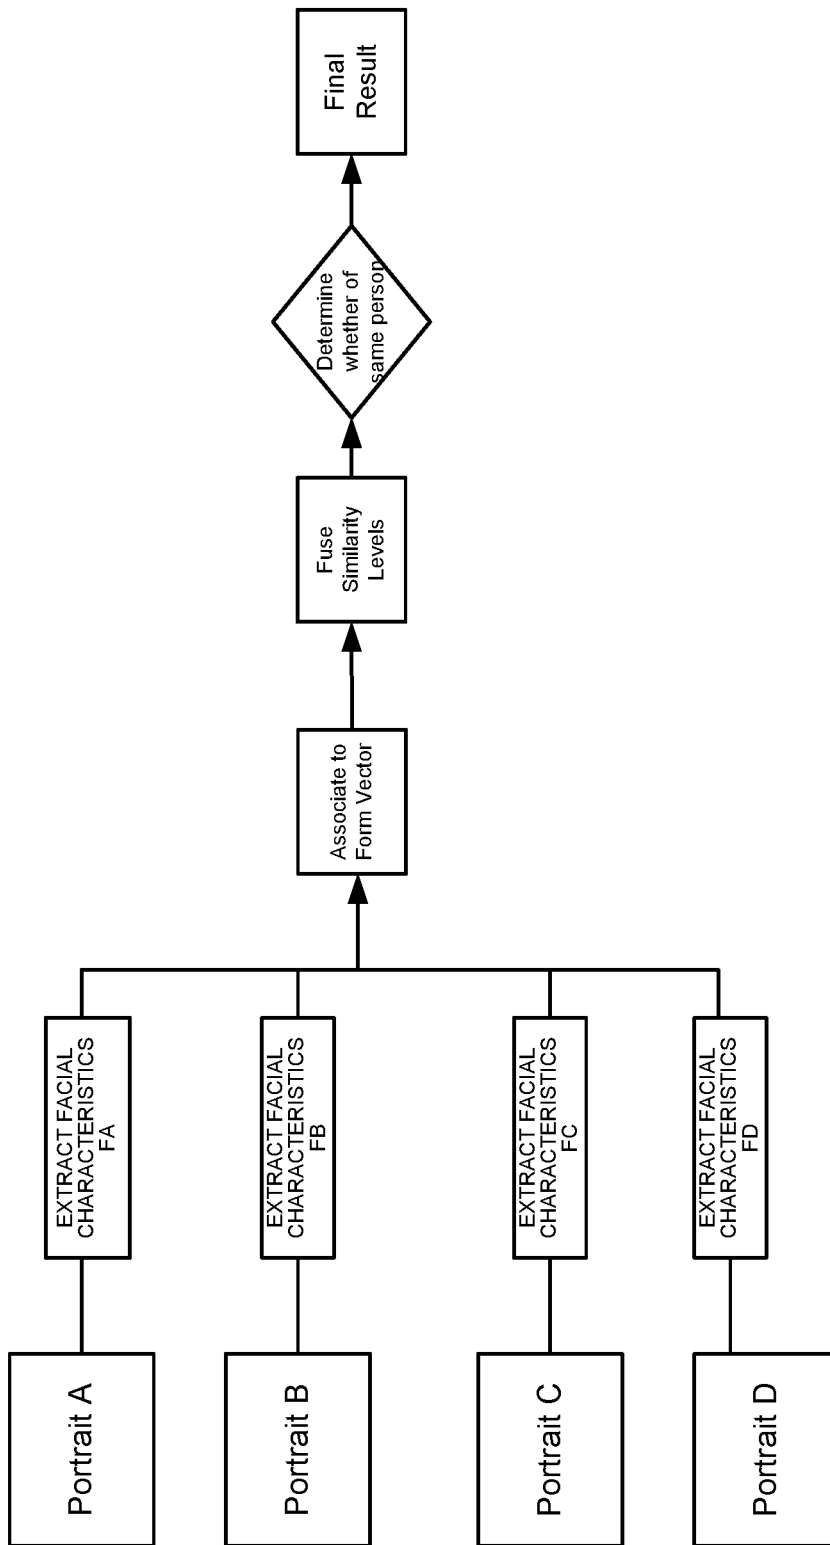 Portrait A
EXTRACT FACIAL
CHARACTERISTICS
FA
Portrait B
EXTRACT FACIAL
CHARACTERISTICS
FB
Portrait C
EXTRACT FACIAL
CHARACTERISTICS
FC
Portrait D
EXTRACT FACIAL
CHARACTERISTICS
FD
Associate to
Form Vector
Fuse
Similarity
Levels
Determine
whether of
same person
Final
Result